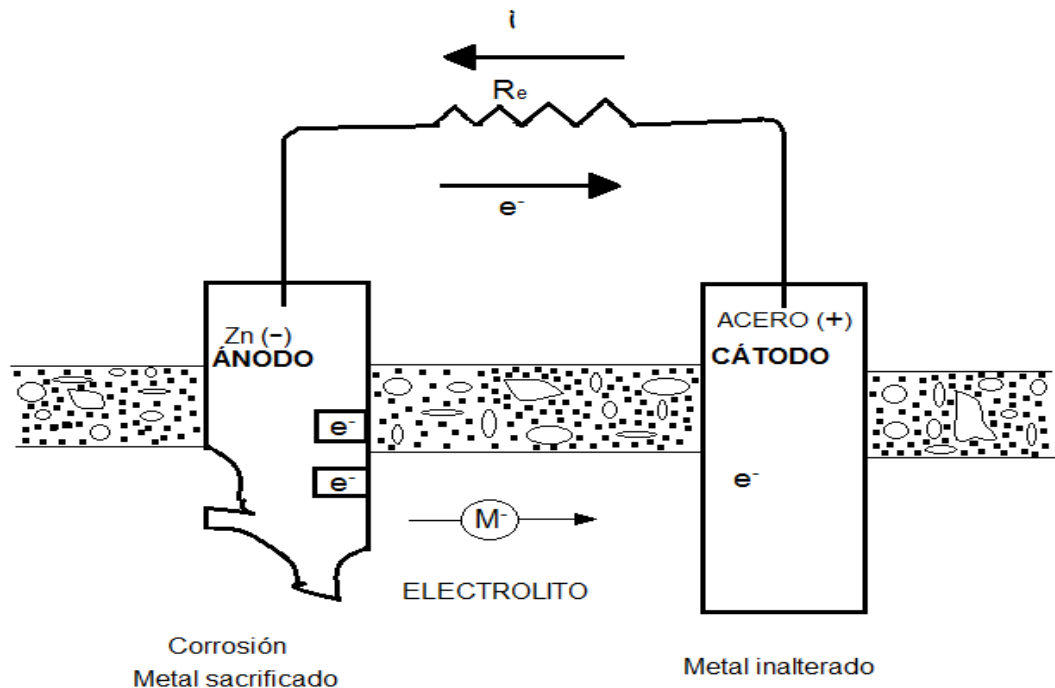 i
Re
e-
Zn (-)
ÁNODO
ACERO (+)
CÁTODO
e-
e-
e-
M-
ELECTROLITO
Corrosión
Metal sacrificado
Metal inalterado